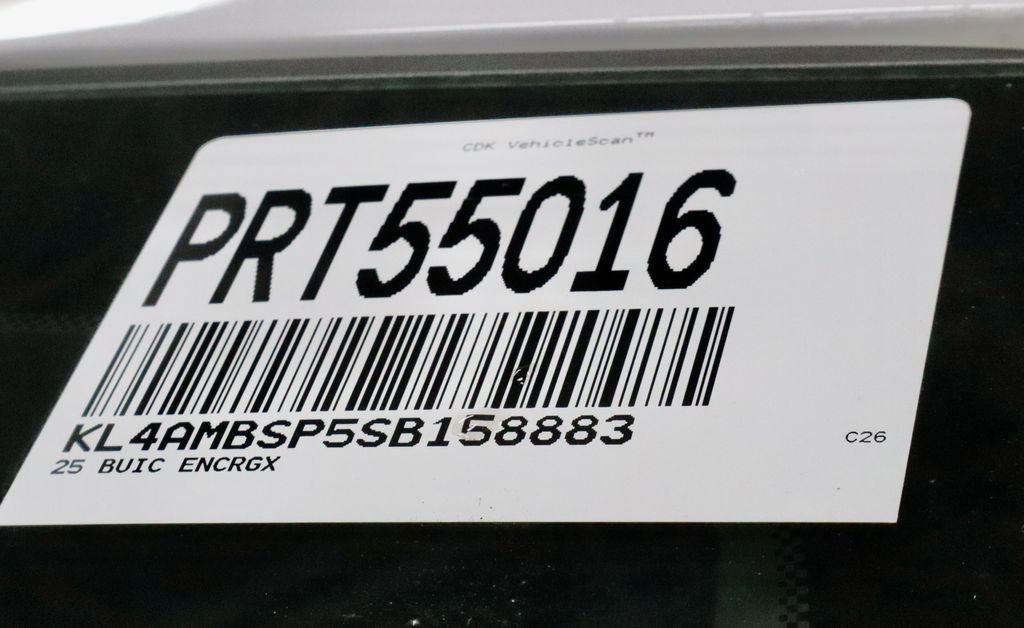 CDK VehicleScan™
PRT55016
KL4AMBSP5SB158883
25 BUIC ENCRGX
C26